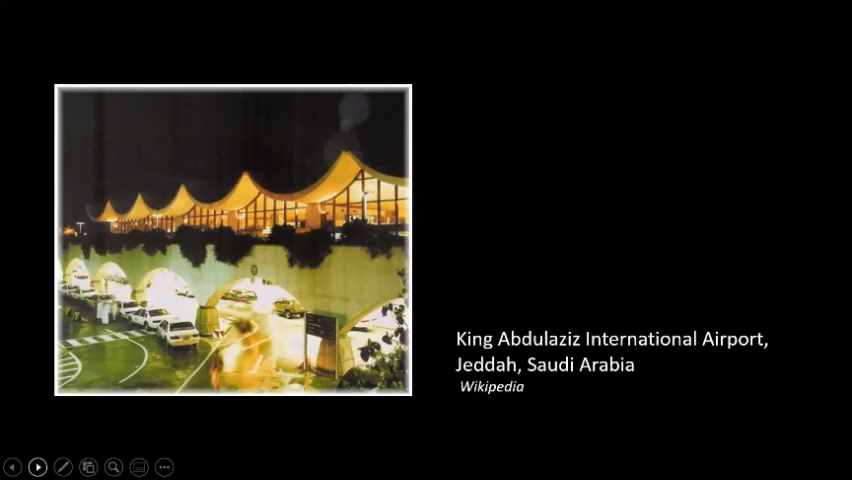 King Abdulaziz International Airport,
Jeddah, Saudi Arabia
Wikipedia